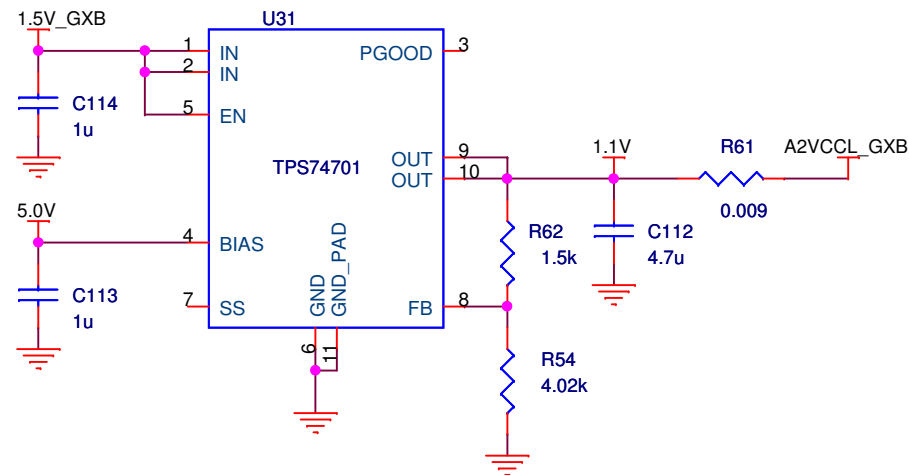 1.5V_GXB
U31
1
IN
PGOOD
3
2
IN
C114
1u
5
EN
9
OUT
10
OUT
TPS74701
1.1V
R61
A2VCCL_GXB
0.009
5.0V
4
BIAS
R62
1.5k
C112
4.7u
C113
1u
7
SS
GND
GND_PAD
FB
8
6
11
R54
4.02k